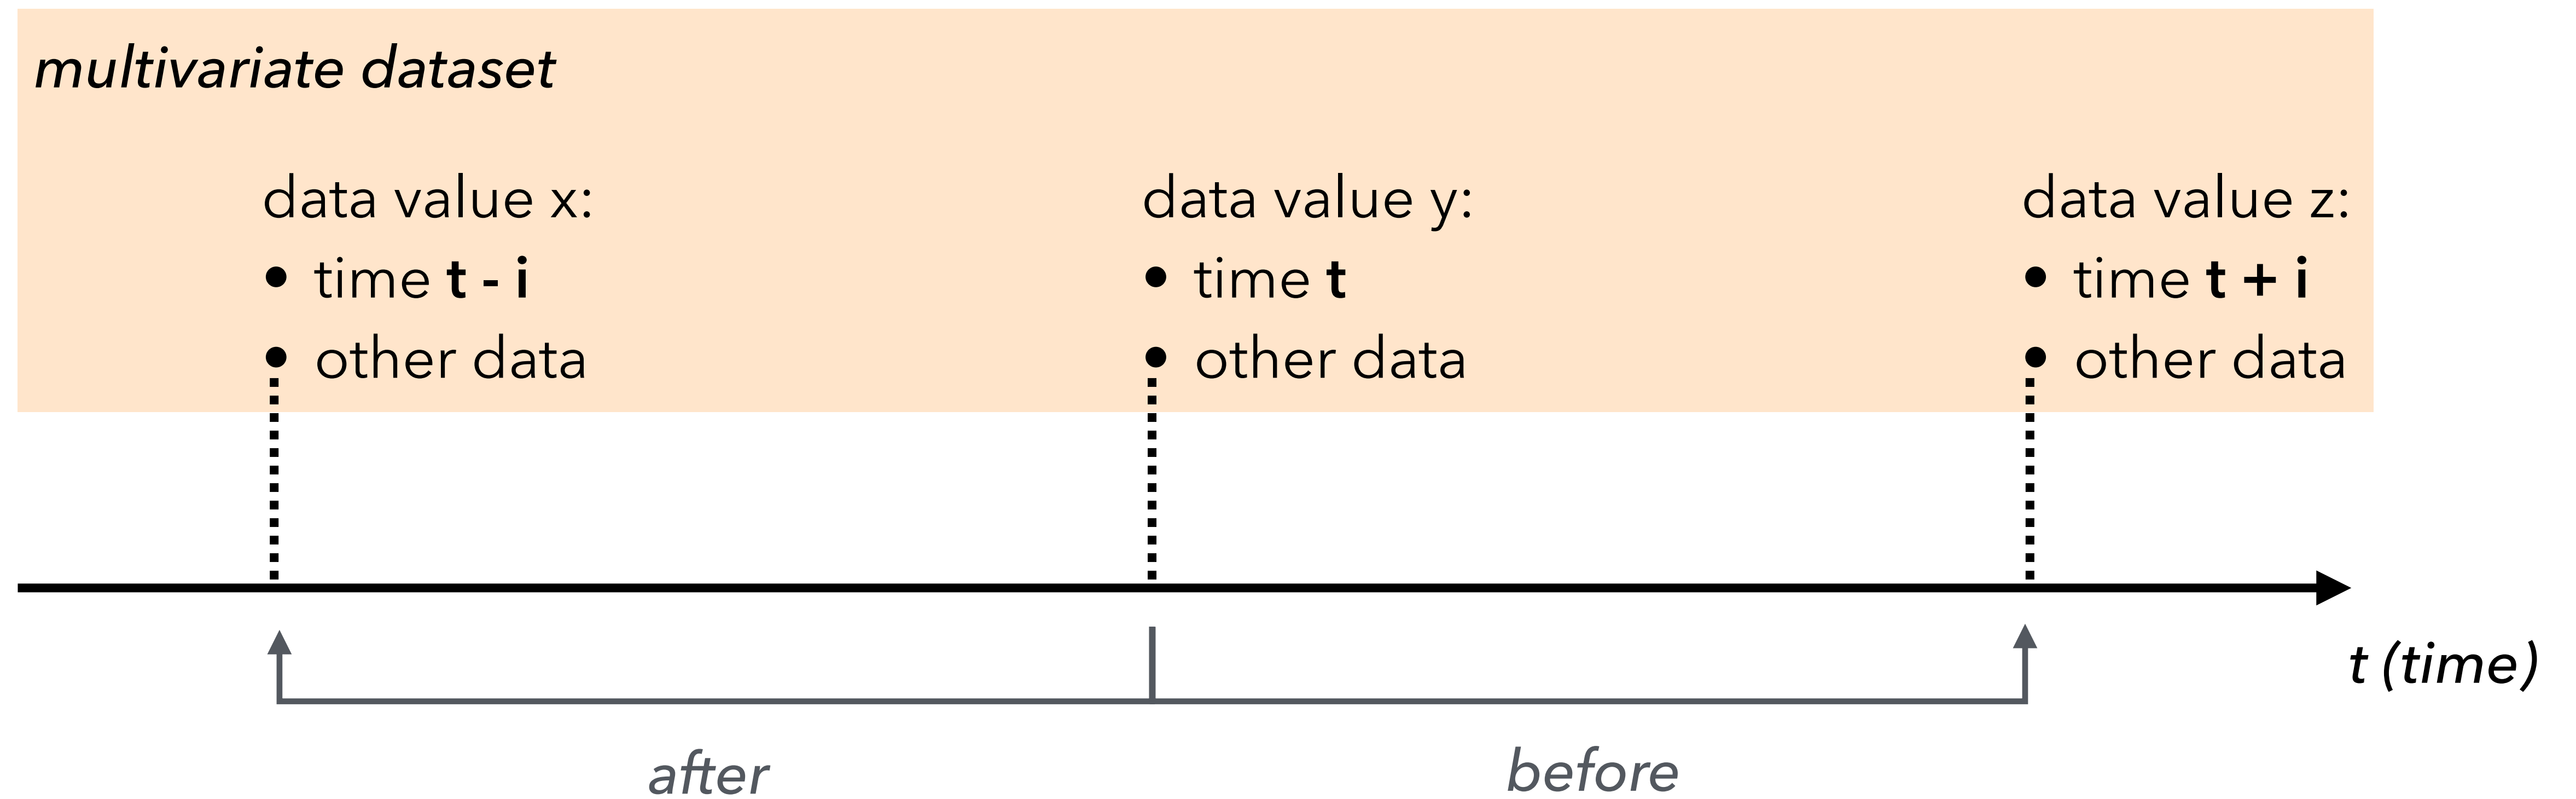 multivariate dataset
data value x:
• time t - i
• other data
data value y:
• time t
• other data
data value z:
• time t + i
• other data
t (time)
after
before